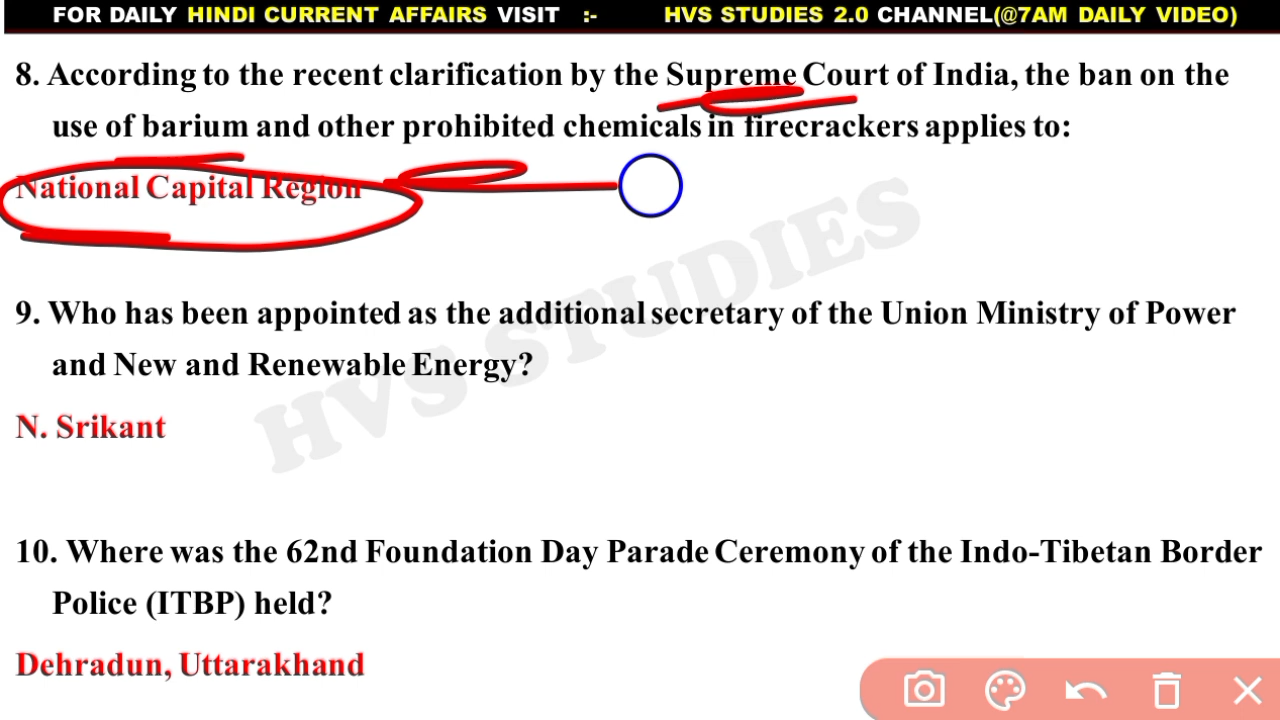 FOR DAILY HINDI CURRENT AFFAIRS VISIT :- HVS STUDIES 2.0 CHANNEL(@7AM DAILY VIDEO)
8. According to the recent clarification by the Supreme Court of India, the ban on the
use of barium and other prohibited chemicals in firecrackers applies to:
National Capital Region
9. Who has been appointed as the additional secretary of the Union Ministry of Power
and New and Renewable Energy?
N. Srikant
HVS STUDIES
10. Where was the 62nd Foundation Day Parade Ceremony of the Indo-Tibetan Border
Police (ITBP) held?
Dehradun, Uttarakhand